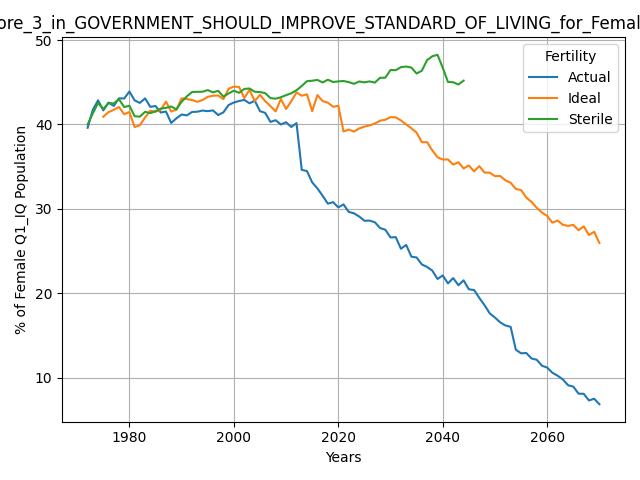 ore_3_in_GOVERNMENT_SHOULD_IMPROVE_STANDARD_OF_LIVING_for_Femal
% of Female Q1_IQ Population
50
40
30
20
10
Fertility
Actual
Ideal
Sterile
1980
2000
2020
2040
2060
Years